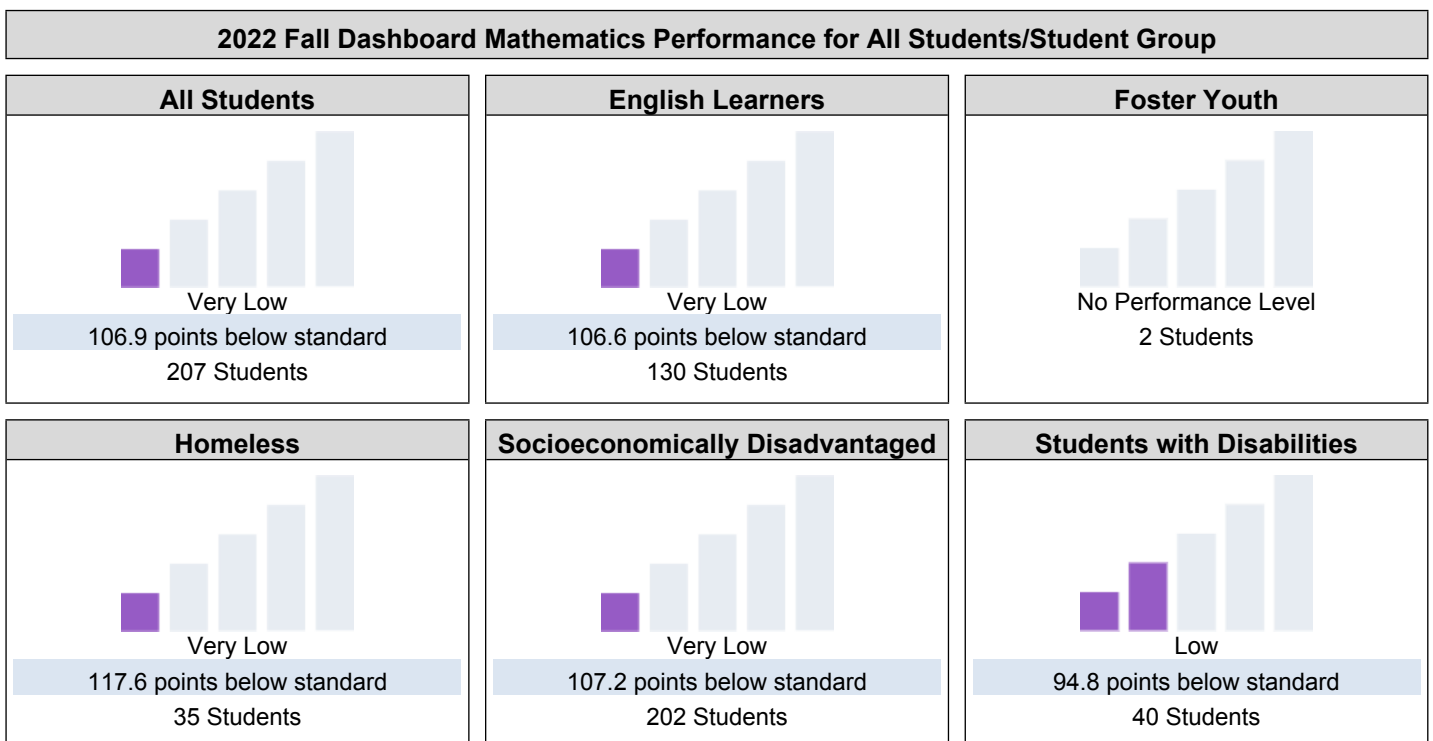 2022 Fall Dashboard Mathematics Performance for All Students/Student Group
All Students
Very Low
106.9 points below standard
207 Students
English Learners
Very Low
106.6 points below standard
130 Students
Foster Youth
No Performance Level
2 Students
Homeless
Very Low
117.6 points below standard
35 Students
Socioeconomically Disadvantaged
Very Low
107.2 points below standard
202 Students
Students with Disabilities
Low
94.8 points below standard
40 Students